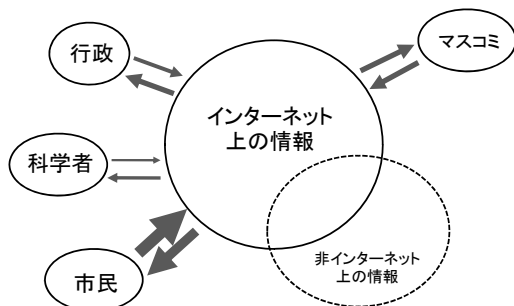 行政
マスコミ
インターネット
上の情報
科学者
非インターネット
上の情報
市民